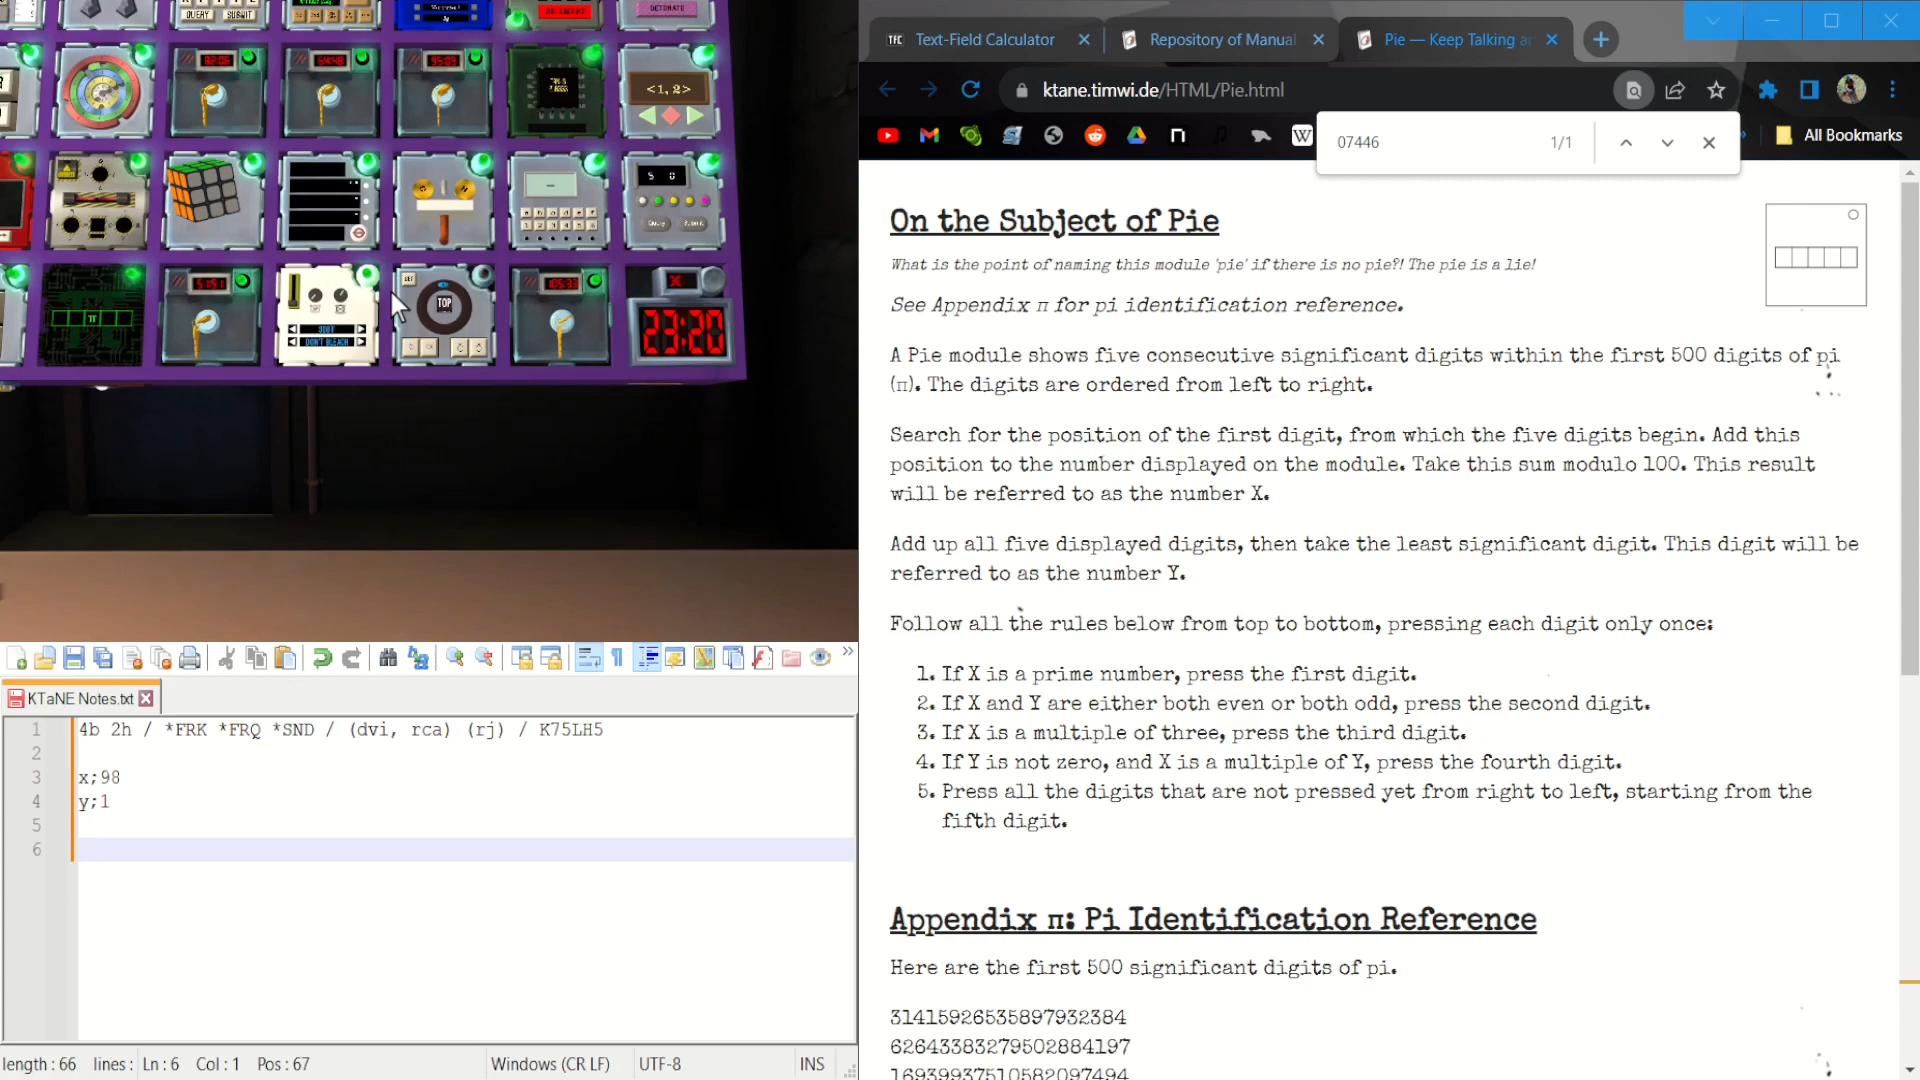 QUERY SUBMIT
DETONATE
<1, 2>
5 0
TOP
DON'T BLEACH
X
23:20
π
Text-Field Calculator
Repository of Manual
Pie — Keep Talking a
ktane.timwi.de/HTML/Pie.html
07446
1/1
All Bookmarks
On the Subject of Pie
What is the point of naming this module 'pie' if there is no pie?! The pie is a lie!
See Appendix π for pi identification reference.
A Pie module shows five consecutive significant digits within the first 500 digits of pi
(π). The digits are ordered from left to right.
Search for the position of the first digit, from which the five digits begin. Add this
position to the number displayed on the module. Take this sum modulo 100. This result
will be referred to as the number X.
Add up all five displayed digits, then take the least significant digit. This digit will be
referred to as the number Y.
Follow all the rules below from top to bottom, pressing each digit only once:
1. If X is a prime number, press the first digit.
2. If X and Y are either both even or both odd, press the second digit.
3. If X is a multiple of three, press the third digit.
4. If Y is not zero, and X is a multiple of Y, press the fourth digit.
5. Press all the digits that are not pressed yet from right to left, starting from the
fifth digit.
Appendix π: Pi Identification Reference
Here are the first 500 significant digits of pi.
31415926535897932384
62643383279502884197
16939937510582097494
KTaNE Notes.txt
1 4b 2h / *FRK *FRQ *SND / (dvi, rca) (rj) / K75LH5
2
3 x;98
4 y;1
5
6
length : 66 lines : Ln : 6 Col : 1 Pos : 67 Windows (CR LF) UTF-8 INS